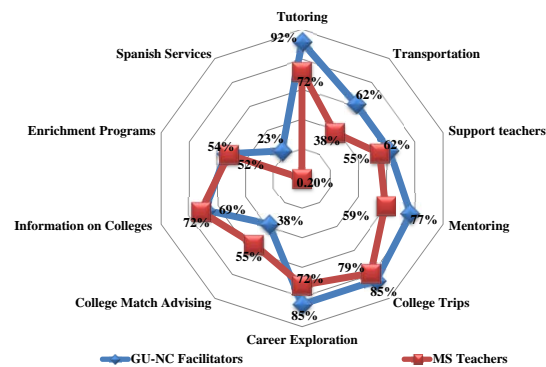 Tutoring
92%
Spanish Services
Transportation
72%
62%
Enrichment Programs
23%
38%
62%
Support teachers
54%
52%
55%
0.20%
Information on Colleges
69%
72%
38%
59%
77%
Mentoring
55%
72%
79%
85%
College Match Advising
College Trips
85%
Career Exploration
GU-NC Facilitators
MS Teachers